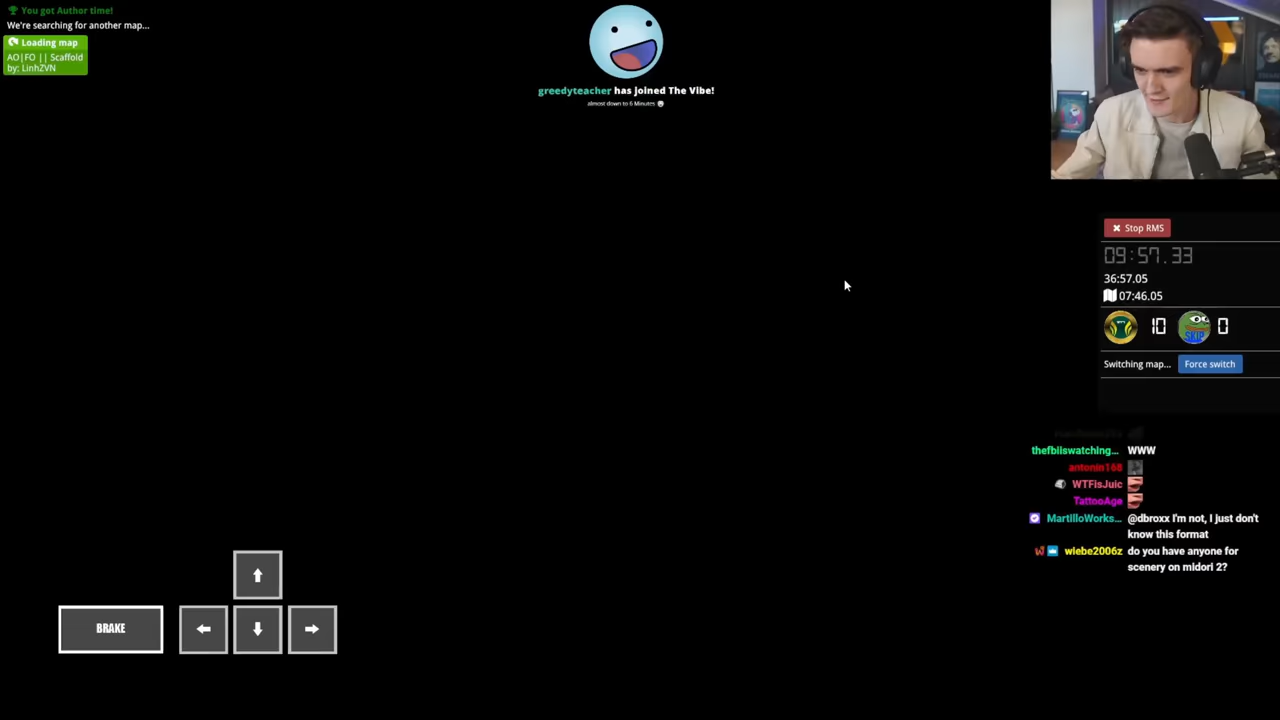 You got Author time!
We're searching for another map...
Loading map
AO|FO || Scaffold
by: LinhZVN
greedyteacher has joined The Vibe!
almost down to 6 Minutes
Stop RMS
09:57.33
36:57.05
07:46.05
10 SKIP 0
Switching map... Force switch
thefbiiswatching... WWW
antonin168
WTFisJuic
TattooAge
MartilloWorks... @dbroxx I'm not, I just don't
know this format
wiebe2006z do you have anyone for
scenery on midori 2?
BRAKE